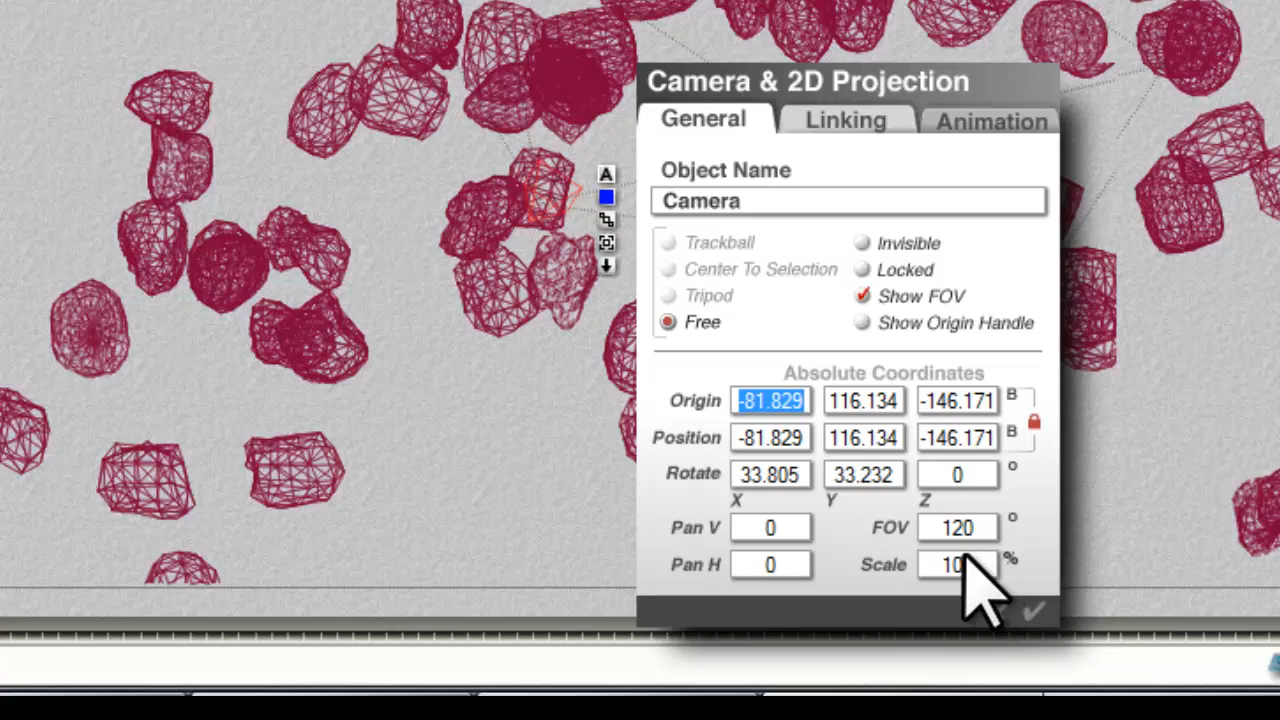 Camera & 2D Projection
General Linking Animation
Object Name
Camera
Trackball Invisible
Center To Selection Locked
Tripod Show FOV
Free Show Origin Handle
Absolute Coordinates
Origin -81.829 116.134 -146.171 B
Position -81.829 116.134 -146.171 B
Rotate 33.805 33.232 0 °
X Y Z
Pan V 0 FOV 120 °
Pan H 0 Scale %
A